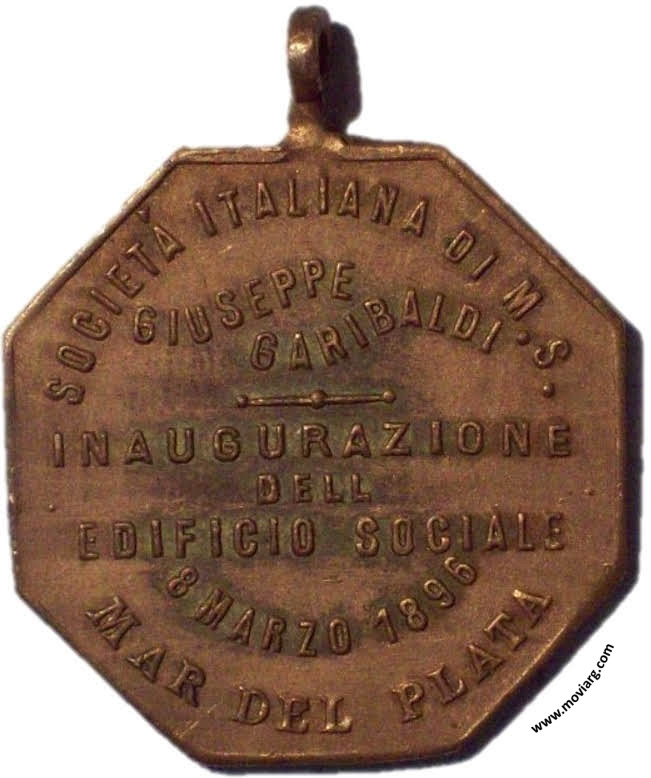 SOCIETÀ ITALIANA DI M.S.
GIUSEPPE
GARIBALDI
INAUGURAZIONE
DELL
EDIFICIO SOCIALE
8 MARZO 1896
MAR DEL PLATA
www.moviarg.com